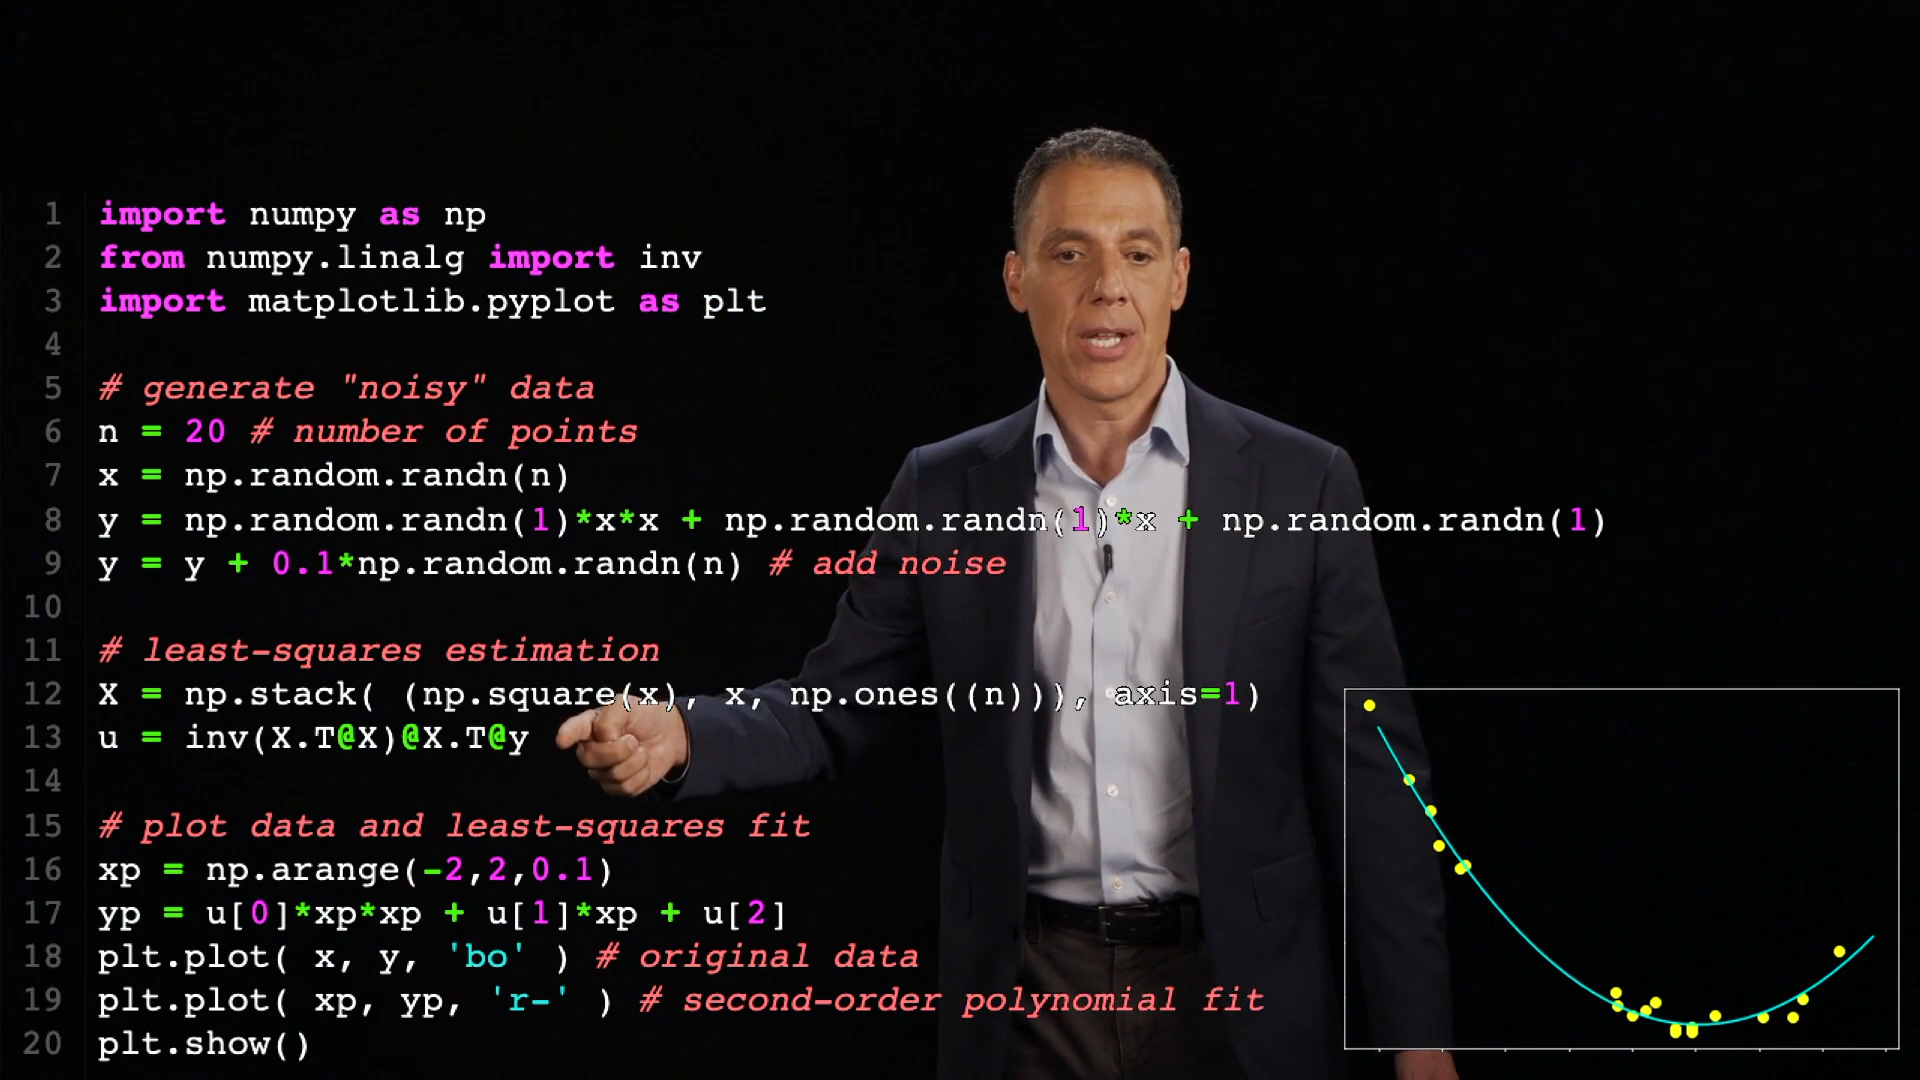 1 import numpy as np
2 from numpy.linalg import inv
3 import matplotlib.pyplot as plt
4
5 # generate "noisy" data
6 n = 20 # number of points
7 x = np.random.randn(n)
8 y = np.random.randn(1)*x*x + np.random.randn(1)*x + np.random.randn(1)
9 y = y + 0.1*np.random.randn(n) # add noise
10
11 # least-squares estimation
12 X = np.stack( (np.square(x), x, np.ones((n))), axis=1)
13 u = inv(X.T@X)@X.T@y
14
15 # plot data and least-squares fit
16 xp = np.arange(-2,2,0.1)
17 yp = u[0]*xp*xp + u[1]*xp + u[2]
18 plt.plot( x, y, 'bo' ) # original data
19 plt.plot( xp, yp, 'r-' ) # second-order polynomial fit
20 plt.show()